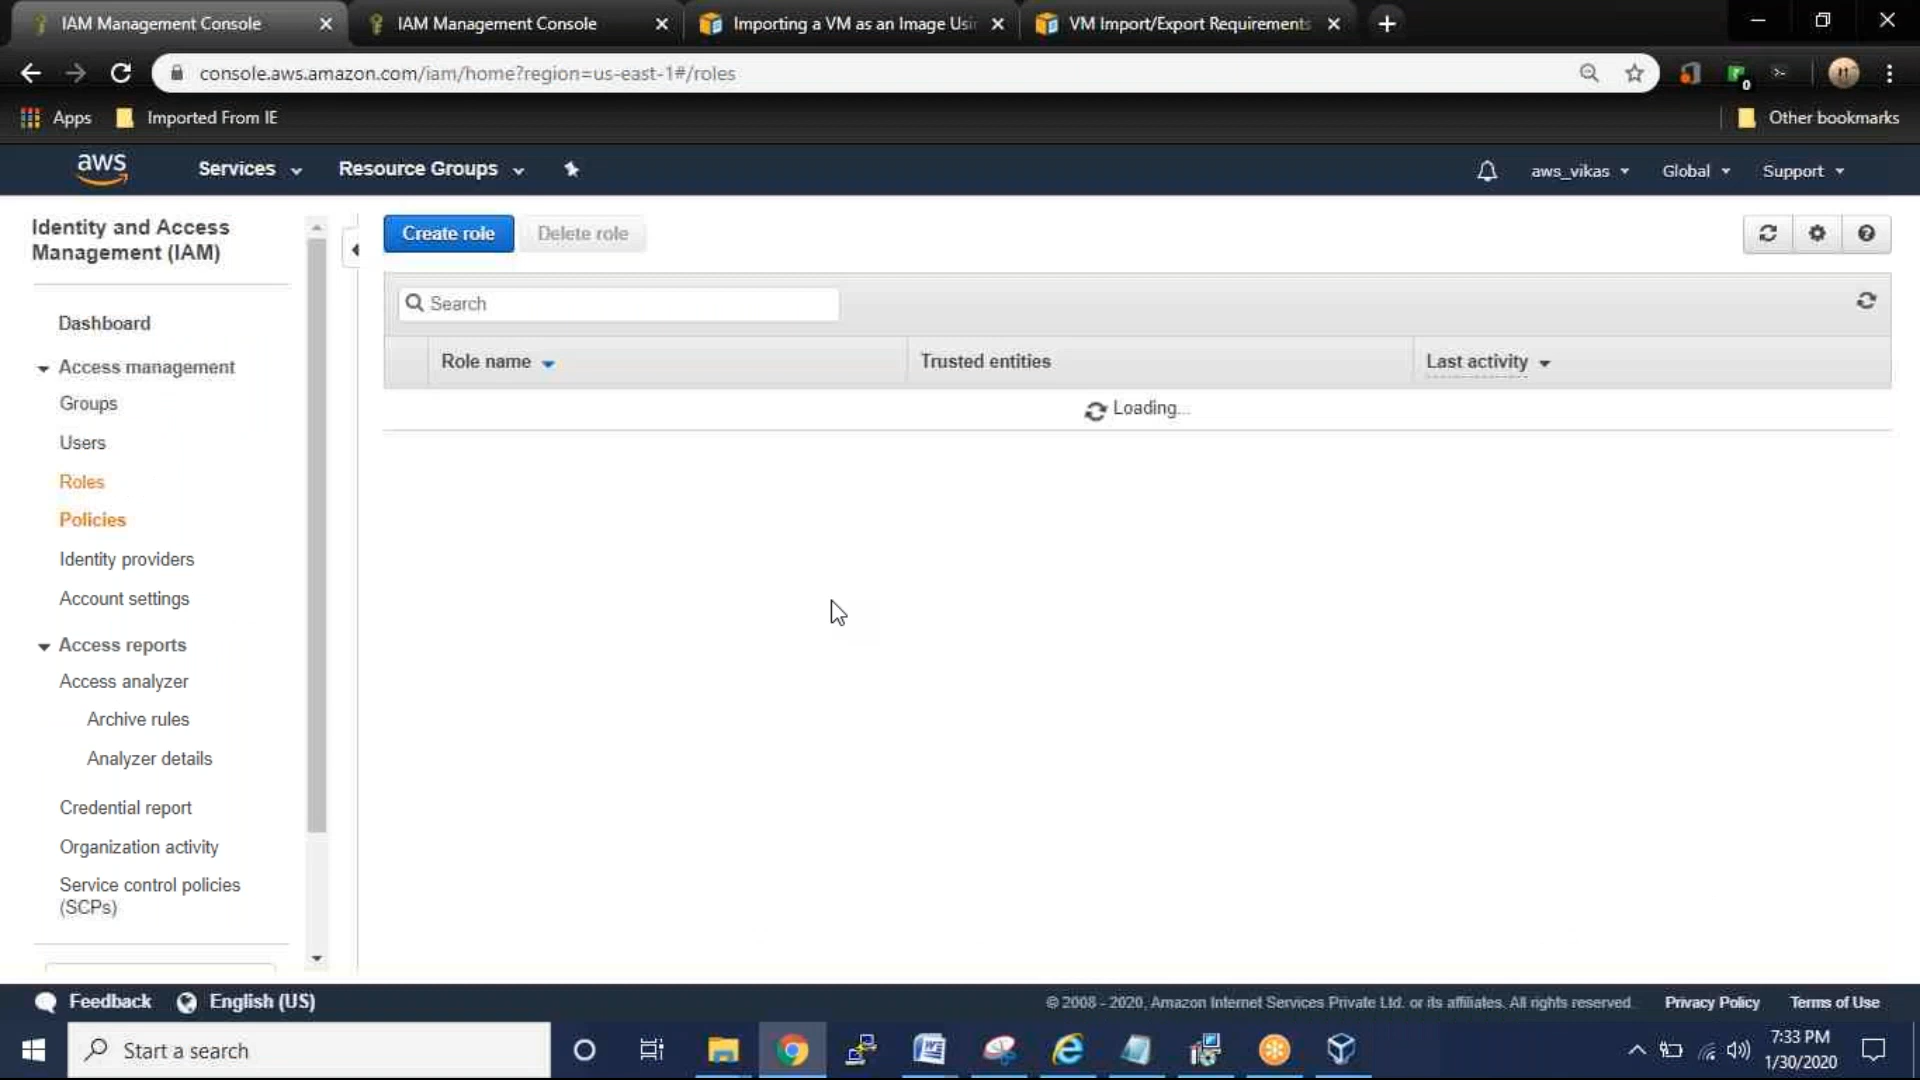 IAM Management Console
IAM Management Console
Importing a VM as an Image Usi
VM Import/Export Requirements
console.aws.amazon.com/iam/home?region=us-east-1#/roles
0
Apps
Imported From IE
Other bookmarks
aws
Services
Resource Groups
aws_vikas
Global
Support
Identity and Access
Management (IAM)
Dashboard
Access management
Groups
Users
Roles
Policies
Identity providers
Account settings
Access reports
Access analyzer
Archive rules
Analyzer details
Credential report
Organization activity
Service control policies
(SCPs)
Create role
Delete role
Search
Role name
Trusted entities
Last activity
Loading...
Feedback
English (US)
© 2008 - 2020, Amazon Internet Services Private Ltd. or its affiliates. All rights reserved.
Privacy Policy
Terms of Use
Start a search
7:33 PM
1/30/2020